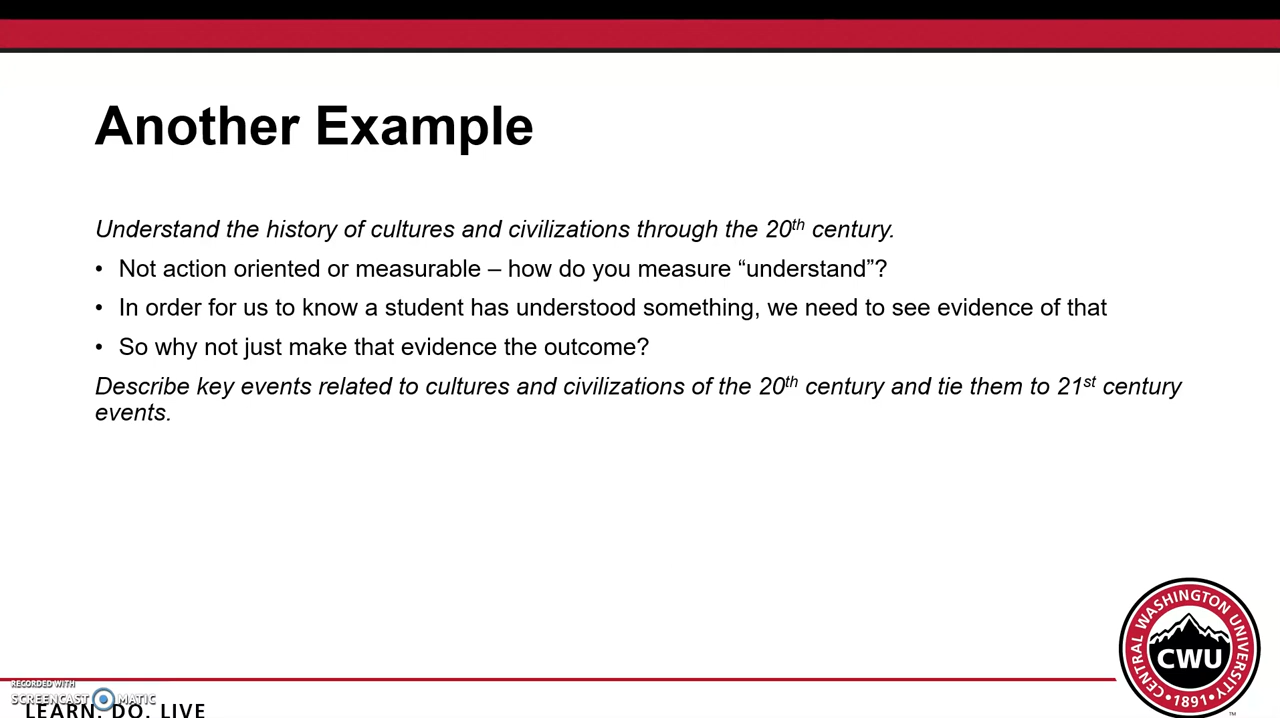 Another Example
Understand the history of cultures and civilizations through the 20th century.
• Not action oriented or measurable – how do you measure “understand”?
• In order for us to know a student has understood something, we need to see evidence of that
• So why not just make that evidence the outcome?
Describe key events related to cultures and civilizations of the 20th century and tie them to 21st century
events.
CENTRAL WASHINGTON UNIVERSITY
CWU
•1891•
™
RECORDED WITH
SCREENCAST MATIC
LEARN. DO. LIVE